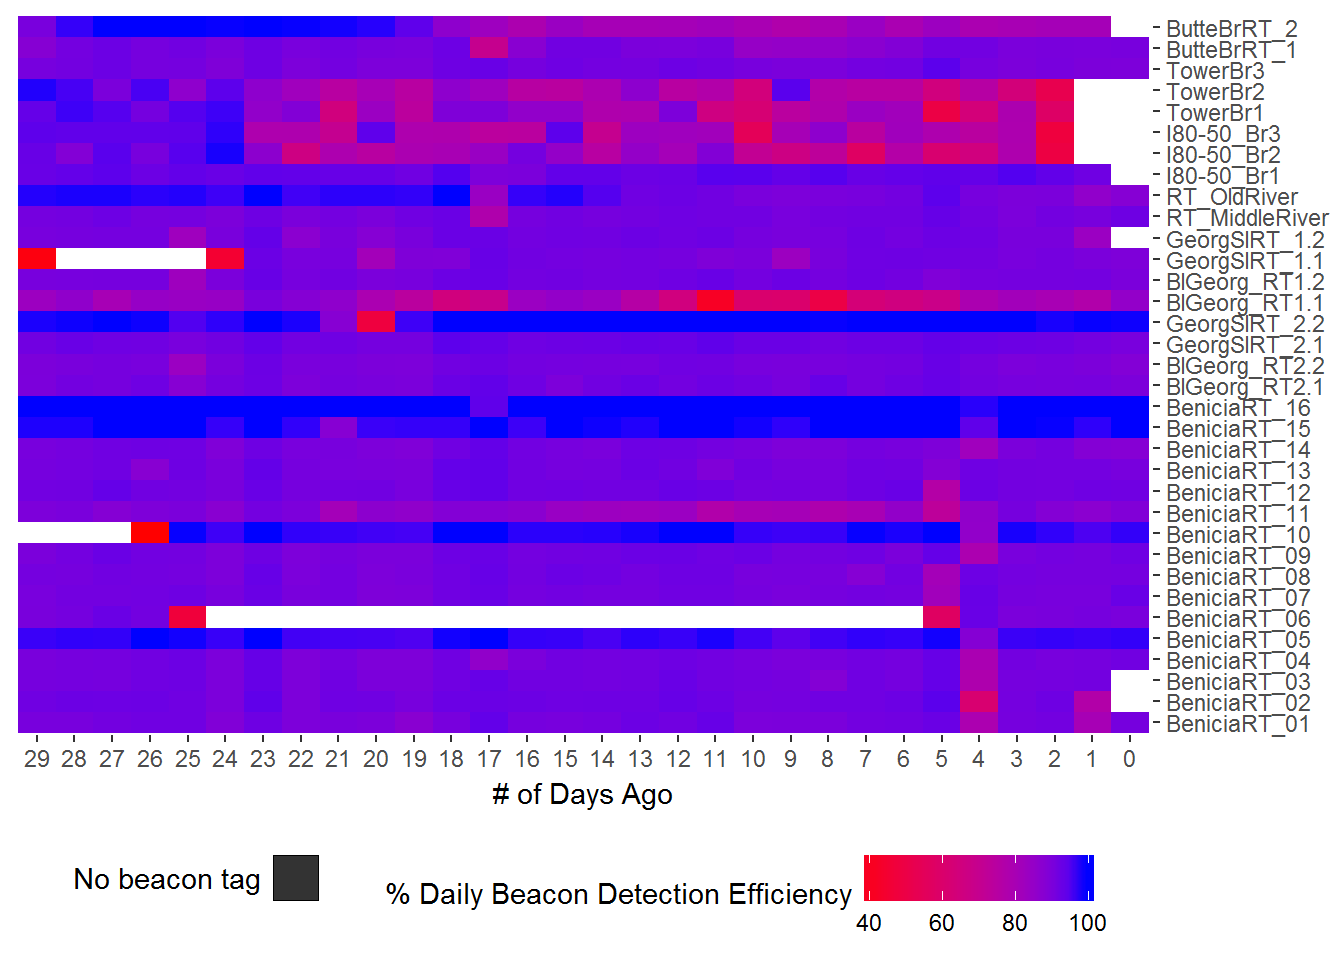 ButteBrRT_2
ButteBrRT_1
TowerBr3
TowerBr2
TowerBr1
I80-50_Br3
I80-50_Br2
I80-50_Br1
RT_OldRiver
RT_MiddleRiver
GeorgSlRT_1.2
GeorgSlRT_1.1
BlGeorg_RT1.2
BlGeorg_RT1.1
GeorgSlRT_2.2
GeorgSlRT_2.1
BlGeorg_RT2.2
BlGeorg_RT2.1
BeniciaRT_16
BeniciaRT_15
BeniciaRT_14
BeniciaRT_13
BeniciaRT_12
BeniciaRT_11
BeniciaRT_10
BeniciaRT_09
BeniciaRT_08
BeniciaRT_07
BeniciaRT_06
BeniciaRT_05
BeniciaRT_04
BeniciaRT_03
BeniciaRT_02
BeniciaRT_01
29 28 27 26 25 24 23 22 21 20 19 18 17 16 15 14 13 12 11 10 9 8 7 6 5 4 3 2 1 0
# of Days Ago
No beacon tag
% Daily Beacon Detection Efficiency
40 60 80 100